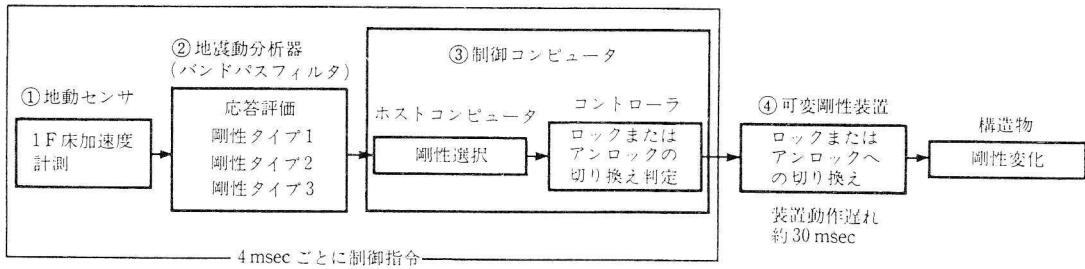 ①地動センサ
1F床加速度
計測
②地震動分析器
(バンドパスフィルタ)
応答評価
剛性タイプ1
剛性タイプ2
剛性タイプ3
③制御コンピュータ
ホストコンピュータ
剛性選択
コントローラ
ロックまたは
アンロックの
切り換え判定
④可変剛性装置
ロックまたは
アンロックへ
の切り換え
装置動作遅れ
約30 msec
構造物
剛性変化
4 msec ごとに制御指令